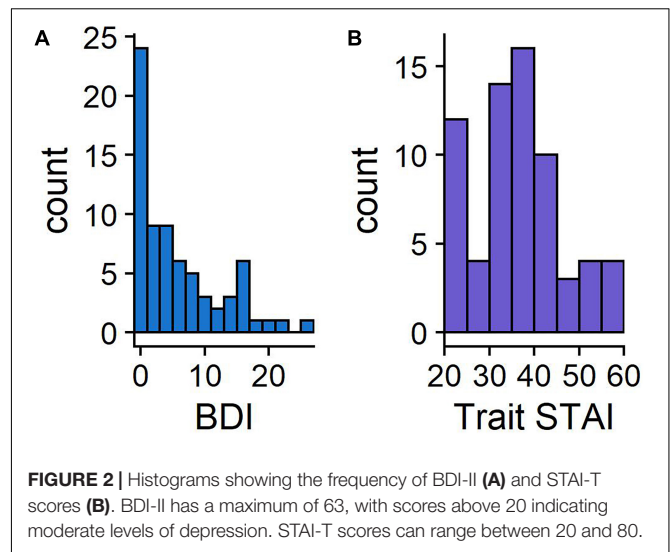 A
B
25
20
15
10
5
0
count
0 10 20
BDI
15
10
5
0
count
20 30 40 50 60
Trait STAI
FIGURE 2 | Histograms showing the frequency of BDI-II (A) and STAI-T
scores (B). BDI-II has a maximum of 63, with scores above 20 indicating
moderate levels of depression. STAI-T scores can range between 20 and 80.